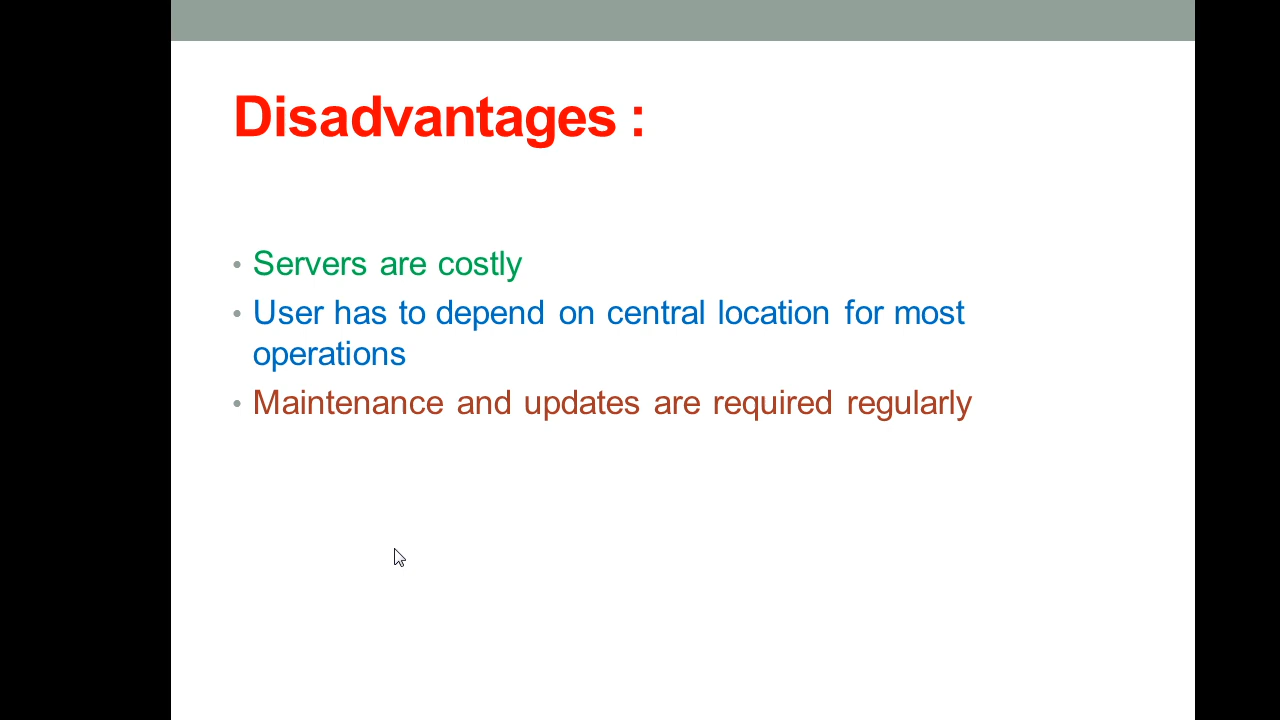 Disadvantages :
• Servers are costly
• User has to depend on central location for most
operations
• Maintenance and updates are required regularly